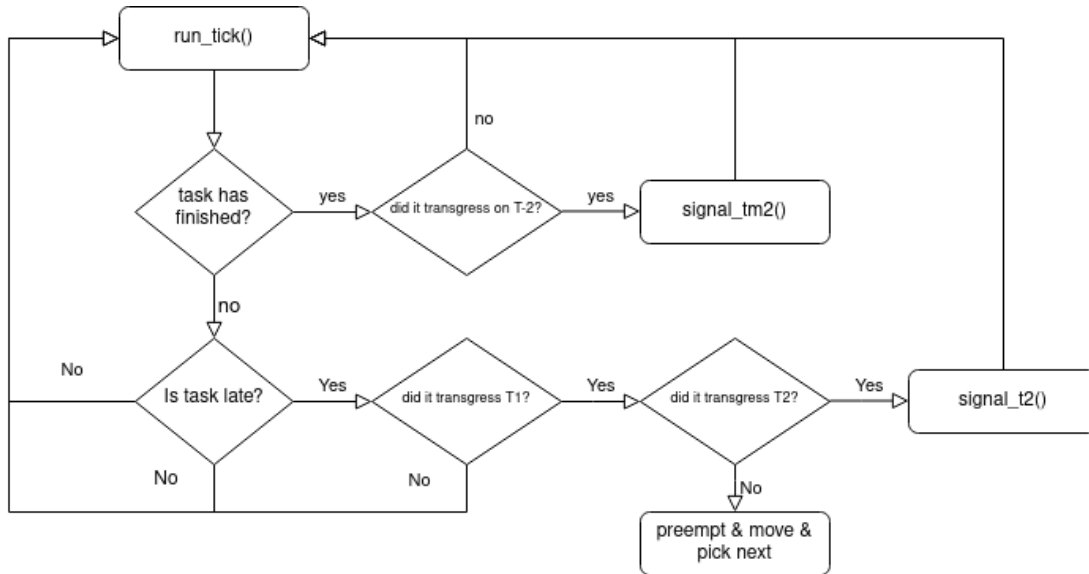 run_tick()
no
task has
finished?
yes
did it transgress on T-2?
yes
signal_tm2()
no
No
Is task late?
Yes
did it transgress T1?
Yes
did it transgress T2?
Yes
signal_t2()
No
No
No
preempt & move &
pick next